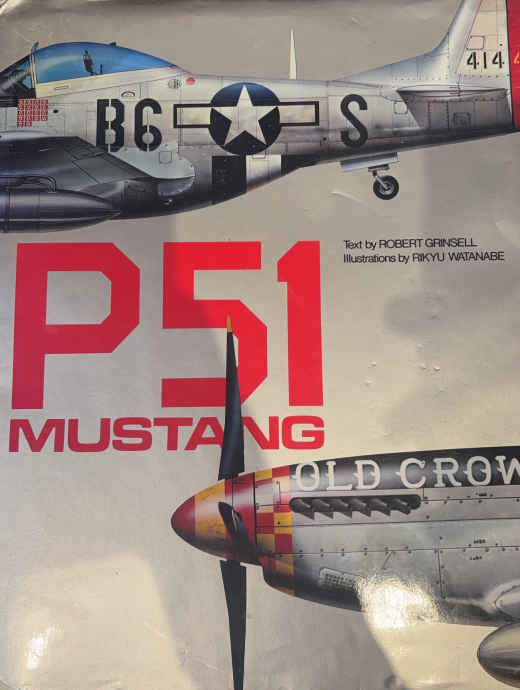 414
B6 S
Text by ROBERT GRINSELL
Illustrations by RIKYU WATANABE
P51
MUSTANG
OLD CROW